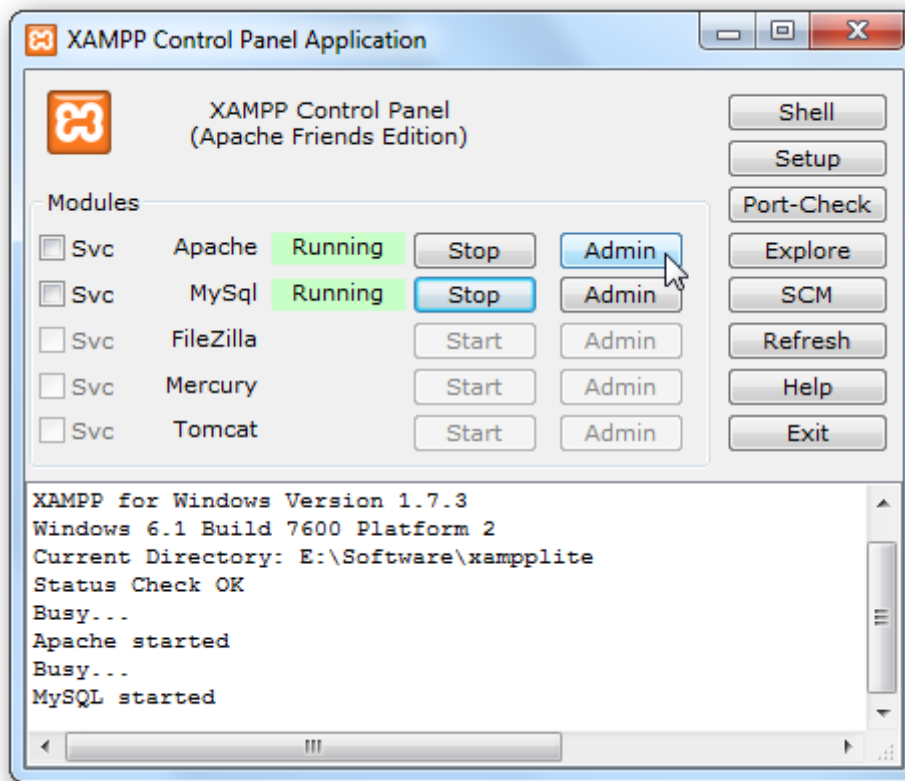 XAMPP Control Panel Application
XAMPP Control Panel
(Apache Friends Edition)
Shell
Setup
Port-Check
Explore
SCM
Refresh
Help
Exit
Modules
Svc Apache Running Stop Admin
Svc MySql Running Stop Admin
Svc FileZilla Start Admin
Svc Mercury Start Admin
Svc Tomcat Start Admin
XAMPP for Windows Version 1.7.3
Windows 6.1 Build 7600 Platform 2
Current Directory: E:\Software\xampplite
Status Check OK
Busy...
Apache started
Busy...
MySQL started